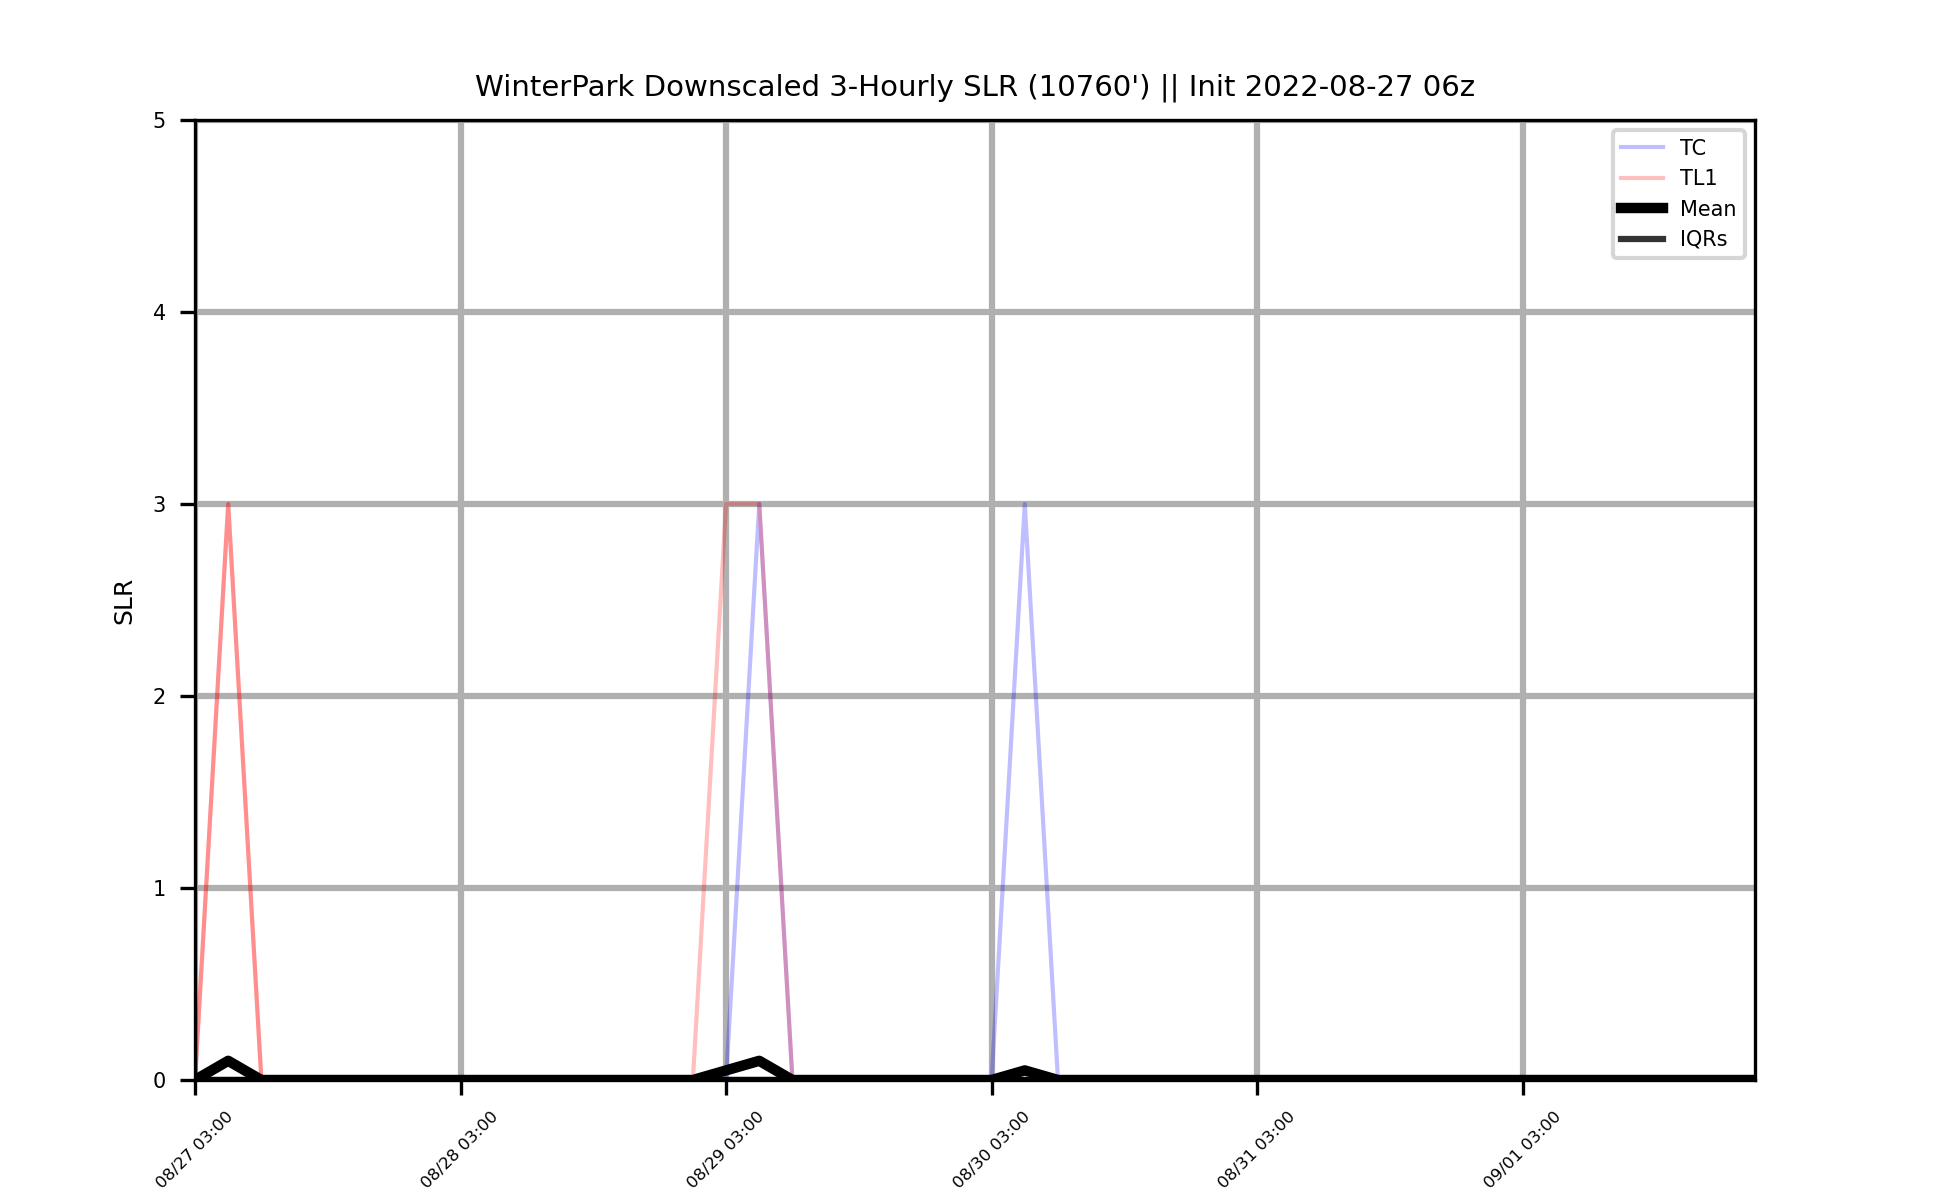 WinterPark Downscaled 3-Hourly SLR (10760') || Init 2022-08-27 06z
5
4
3
2
1
0
SLR
TC
TL1
Mean
IQRs
08/27 03:00
08/28 03:00
08/29 03:00
08/30 03:00
08/31 03:00
09/01 03:00